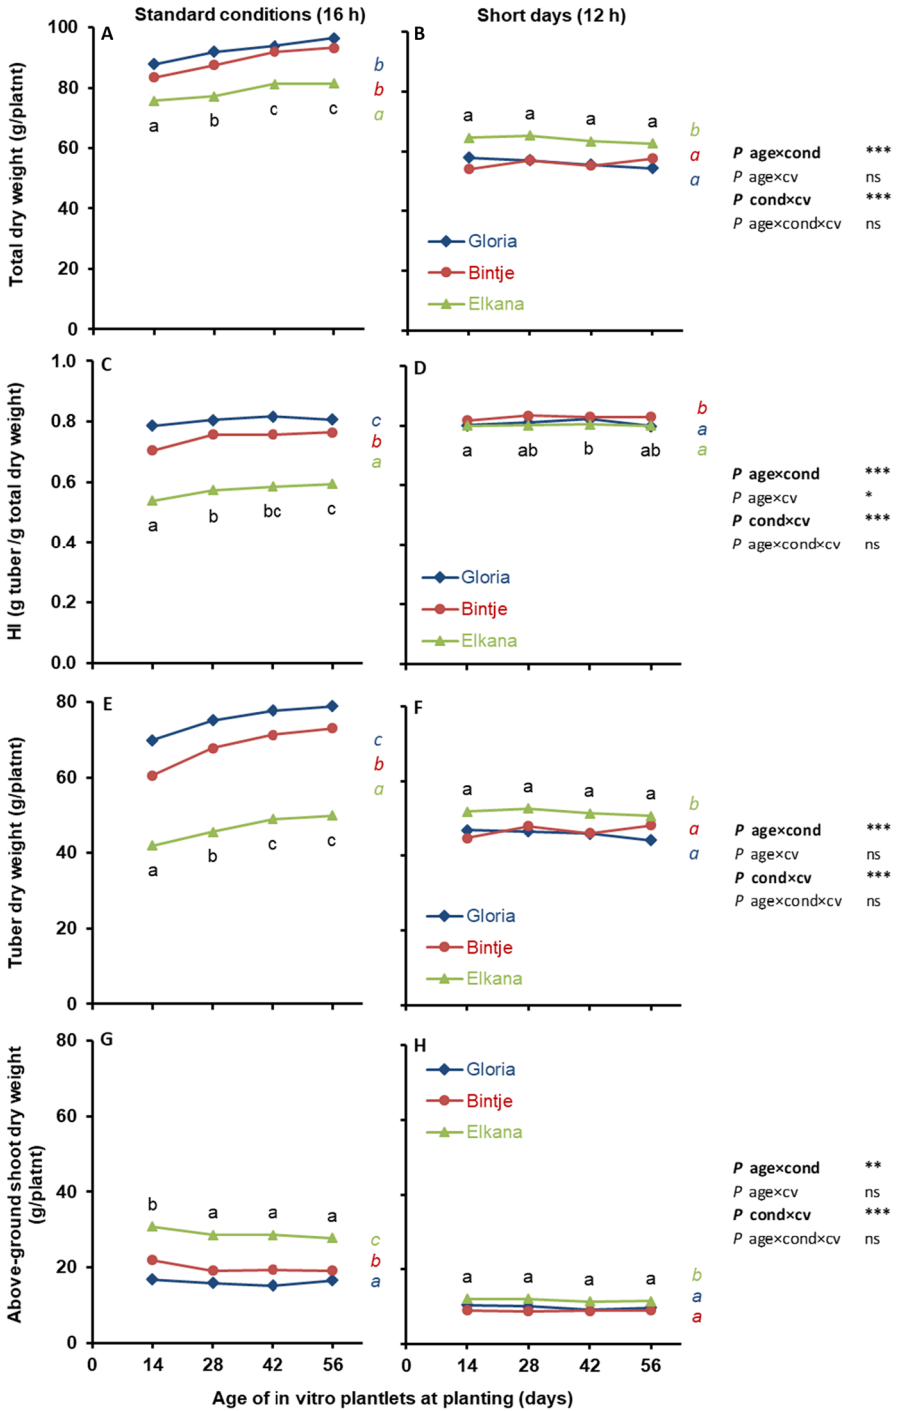 Standard conditions (16 h)
Short days (12 h)
Total dry weight (g/platnt)
100
80
60
40
20
0
A
b
b
a
a
b
c
c
B
a
a
a
a
b
a
a
Gloria
Bintje
Elkana
P age×cond ***
P age×cv ns
P cond×cv ***
P age×cond×cv ns
HI (g tuber /g total dry weight)
1.0
0.8
0.6
0.4
0.2
0.0
C
c
b
a
a
b
bc
c
D
b
a
a
a
ab
b
ab
Gloria
Bintje
Elkana
P age×cond ***
P age×cv *
P cond×cv ***
P age×cond×cv ns
Tuber dry weight (g/platnt)
80
60
40
20
0
E
c
b
a
a
b
c
c
F
a
a
a
a
b
a
a
Gloria
Bintje
Elkana
P age×cond ***
P age×cv ns
P cond×cv ***
P age×cond×cv ns
Above-ground shoot dry weight
(g/platnt)
80
60
40
20
0
G
b
a
a
a
c
b
a
H
Gloria
Bintje
Elkana
a
a
a
a
b
a
a
P age×cond **
P age×cv ns
P cond×cv ***
P age×cond×cv ns
0 14 28 42 56
0 14 28 42 56
Age of in vitro plantlets at planting (days)